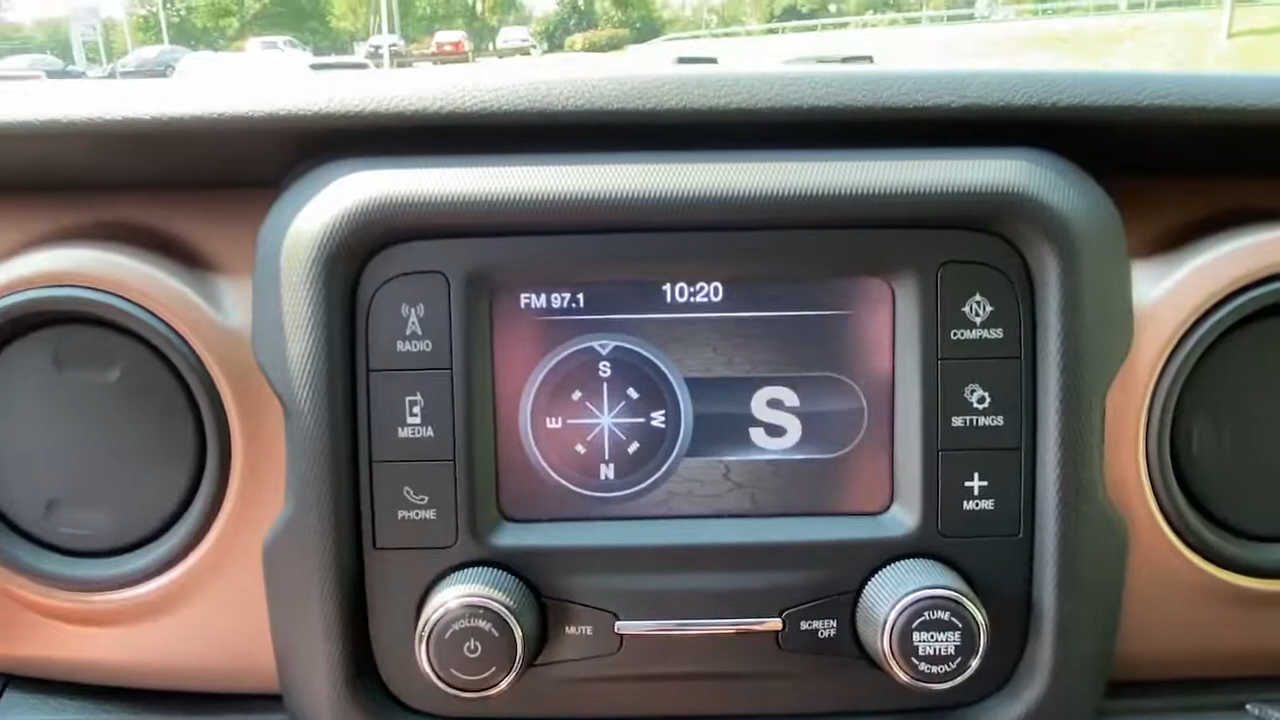 FM 97.1
10:20
RADIO
MEDIA
PHONE
S
E
W
N
S
N
COMPASS
SETTINGS
MORE
VOLUME
MUTE
SCREEN
OFF
TUNE
BROWSE
ENTER
SCROLL